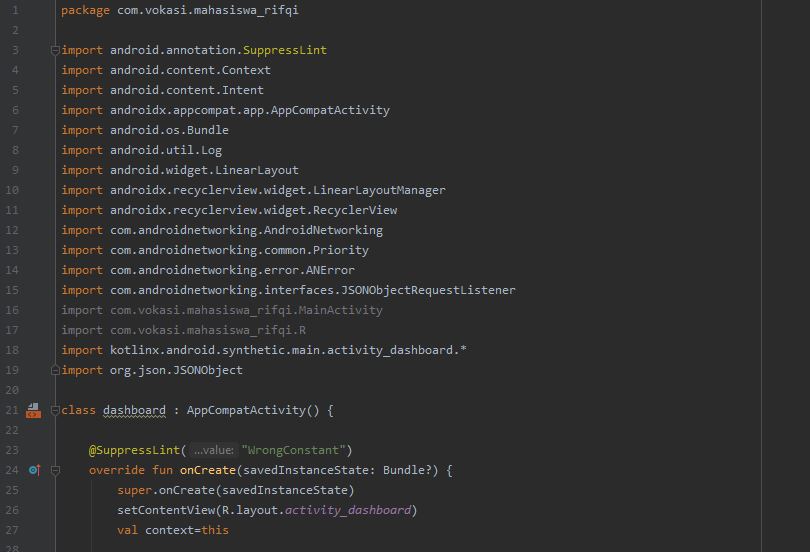 1 package com.vokasi.mahasiswa_rifqi
2
3 import android.annotation.SuppressLint
4 import android.content.Context
5 import android.content.Intent
6 import androidx.appcompat.app.AppCompatActivity
7 import android.os.Bundle
8 import android.util.Log
9 import android.widget.LinearLayout
10 import androidx.recyclerview.widget.LinearLayoutManager
11 import androidx.recyclerview.widget.RecyclerView
12 import com.androidnetworking.AndroidNetworking
13 import com.androidnetworking.common.Priority
14 import com.androidnetworking.error.ANError
15 import com.androidnetworking.interfaces.JSONObjectRequestListener
16 import com.vokasi.mahasiswa_rifqi.MainActivity
17 import com.vokasi.mahasiswa_rifqi.R
18 import kotlinx.android.synthetic.main.activity_dashboard.*
19 import org.json.JSONObject
20
21 class dashboard : AppCompatActivity() {
22
23 @SuppressLint( ...value: "WrongConstant")
24 override fun onCreate(savedInstanceState: Bundle?) {
25 super.onCreate(savedInstanceState)
26 setContentView(R.layout.activity_dashboard)
27 val context=this
28